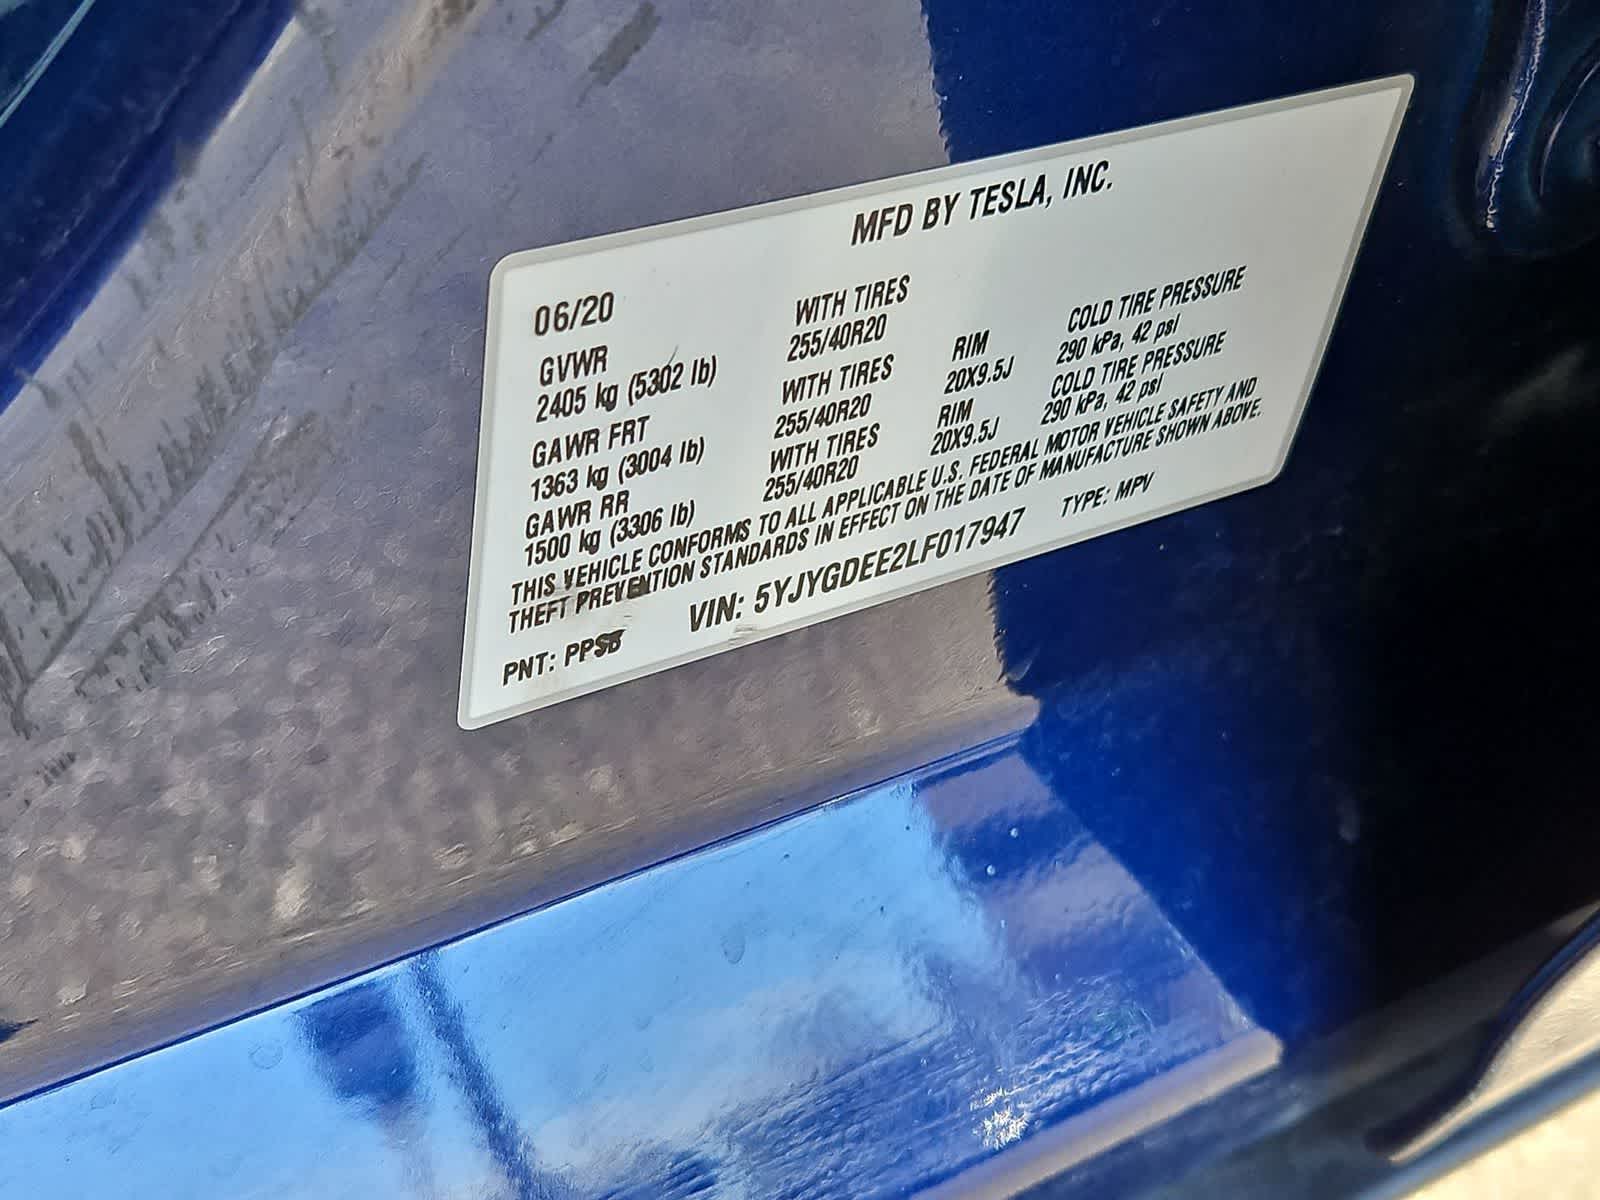 MFD BY TESLA, INC.
06/20
GVWR WITH TIRES
2405 kg (5302 lb) 255/40R20 RIM COLD TIRE PRESSURE
GAWR FRT WITH TIRES 20X9.5J 290 kPa, 42 psi
1363 kg (3004 lb) 255/40R20 RIM COLD TIRE PRESSURE
GAWR RR WITH TIRES 20X9.5J 290 kPa, 42 psi
1500 kg (3306 lb) 255/40R20
THIS VEHICLE CONFORMS TO ALL APPLICABLE U.S. FEDERAL MOTOR VEHICLE SAFETY AND
THEFT PREVENTION STANDARDS IN EFFECT ON THE DATE OF MANUFACTURE SHOWN ABOVE.
PNT: VIN: 5YJYGDEE2LF017947 TYPE: MPV